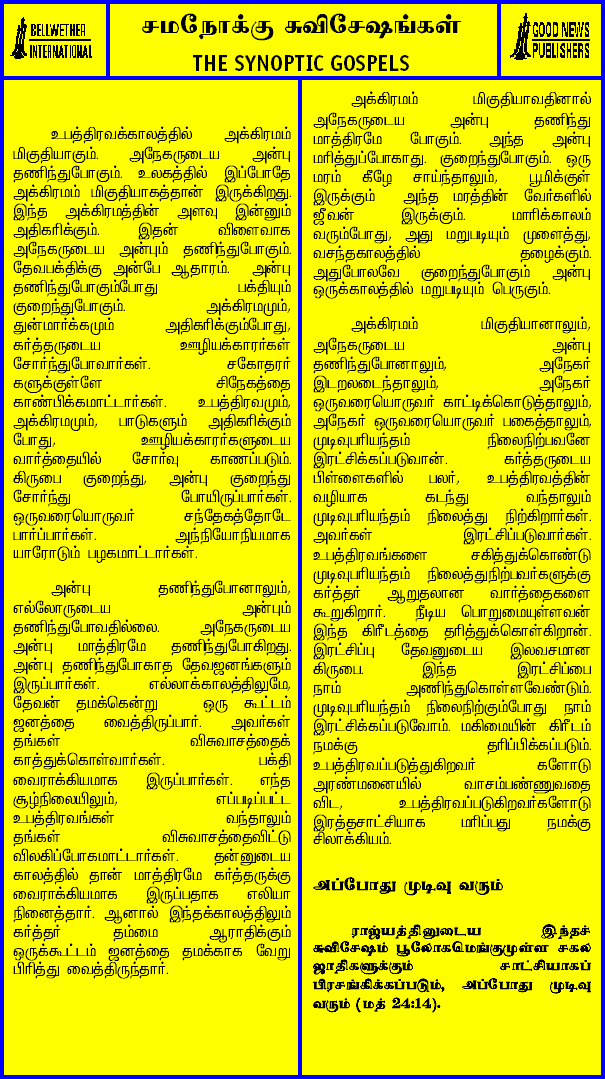 BELLWETHER
INTERNATIONAL
சமநோக்கு சுவிசேஷங்கள்
THE SYNOPTIC GOSPELS
GOOD NEWS
PUBLISHERS
உபத்திரவக்காலத்தில் அக்கிரமம்
மிகுதியாகும். அநேகருடைய அன்பு
தணிந்துபோகும். உலகத்தில் இப்போதே
அக்கிரமம் மிகுதியாகத்தான் இருக்கிறது.
இந்த அக்கிரமத்தின் அளவு இன்னும்
அதிகரிக்கும். இதன் விளைவாக
அநேகருடைய அன்பும் தணிந்துபோகும்.
தேவபக்திக்கு அன்பே ஆதாரம். அன்பு
தணிந்துபோகும்போது பக்தியும்
குறைந்துபோகும். அக்கிரமமும்,
துன்மார்க்கமும் அதிகரிக்கும்போது,
கர்த்தருடைய ஊழியக்காரர்கள்
சோர்ந்துபோவார்கள். சகோதரர்
களுக்குள்ளே சிநேகத்தை
காண்பிக்கமாட்டார்கள். உபத்திரவமும்,
அக்கிரமமும், பாடுகளும் அதிகரிக்கும்
போது, ஊழியக்காரர்களுடைய
வார்த்தையில் சோர்வு காணப்படும்.
கிருபை குறைந்து, அன்பு குறைந்து
சோர்ந்து போயிருப்பார்கள்.
ஒருவரையொருவர் சந்தேகத்தோடே
பார்ப்பார்கள். அந்நியோநியமாக
யாரோடும் பழகமாட்டார்கள்.
அன்பு தணிந்துபோனாலும்,
எல்லோருடைய அன்பும்
தணிந்துபோவதில்லை. அநேகருடைய
அன்பு மாத்திரமே தணிந்துபோகிறது.
அன்பு தணிந்துபோகாத தேவஜனங்களும்
இருப்பார்கள். எல்லாக்காலத்திலுமே,
தேவன் தமக்கென்று ஒரு கூட்டம்
ஜனத்தை வைத்திருப்பார். அவர்கள்
தங்கள் விசுவாசத்தைக்
காத்துக்கொள்வார்கள். பக்தி
வைராக்கியமாக இருப்பார்கள். எந்த
சூழ்நிலையிலும், எப்படிப்பட்ட
உபத்திரவங்கள் வந்தாலும்
தங்கள் விசுவாசத்தைவிட்டு
விலகிப்போகமாட்டார்கள். தன்னுடைய
காலத்தில் தான் மாத்திரமே கர்த்தருக்கு
வைராக்கியமாக இருப்பதாக எலியா
நினைத்தார். ஆனால் இந்தக்காலத்திலும்
கர்த்தர் தம்மை ஆராதிக்கும்
ஒருக்கூட்டம் ஜனத்தை தமக்காக வேறு
பிரித்து வைத்திருந்தார்.
அக்கிரமம் மிகுதியாவதினால்
அநேகருடைய அன்பு தணிந்து
மாத்திரமே போகும். அந்த அன்பு
மரித்துப்போகாது. குறைந்துபோகும். ஒரு
மரம் கீழே சாய்ந்தாலும், பூமிக்குள்
இருக்கும் அந்த மரத்தின் வேர்களில்
ஜீவன் இருக்கும். மாரிக்காலம்
வரும்போது, அது மறுபடியும் முளைத்து,
வசந்தகாலத்தில் தழைக்கும்.
அதுபோலவே குறைந்துபோகும் அன்பு
ஒருக்காலத்தில் மறுபடியும் பெருகும்.
அக்கிரமம் மிகுதியானாலும்,
அநேகருடைய அன்பு
தணிந்துபோனாலும், அநேகர்
இடறலடைந்தாலும், அநேகர்
ஒருவரையொருவர் காட்டிக்கொடுத்தாலும்,
அநேகர் ஒருவரையொருவர் பகைத்தாலும்,
முடிவுபரியந்தம் நிலைநிற்பவனே
இரட்சிக்கப்படுவான். கர்த்தருடைய
பிள்ளைகளில் பலர், உபத்திரவத்தின்
வழியாக கடந்து வந்தாலும்
முடிவுபரியந்தம் நிலைத்து நிற்கிறார்கள்.
அவர்கள் இரட்சிப்படுவார்கள்.
உபத்திரவங்களை சகித்துக்கொண்டு
முடிவுபரியந்தம் நிலைத்துநிற்பவர்களுக்கு
கர்த்தர் ஆறுதலான வார்த்தைகளை
கூறுகிறார். நீடிய பொறுமையுள்ளவன்
இந்த கிரீடத்தை தரித்துக்கொள்கிறான்.
இரட்சிப்பு தேவனுடைய இலவசமான
கிருபை. இந்த இரட்சிப்பை
நாம் அணிந்துகொள்ளவேண்டும்.
முடிவுபரியந்தம் நிலைநிற்கும்போது நாம்
இரட்சிக்கப்படுவோம். மகிமையின் கிரீடம்
நமக்கு தரிப்பிக்கப்படும்.
உபத்திரவப்படுத்துகிறவர் களோடு
அரண்மனையில் வாசம்பண்ணுவதை
விட, உபத்திரவப்படுகிறவர்களோடு
இரத்தசாட்சியாக மரிப்பது நமக்கு
சிலாக்கியம்.
அப்போது முடிவு வரும்
ராஜ்யத்தினுடைய இந்தச்
சுவிசேஷம் பூலோகமெங்குமுள்ள சகல
ஜாதிகளுக்கும் சாட்சியாகப்
பிரசங்கிக்கப்படும், அப்போது முடிவு
வரும் (மத் 24:14).